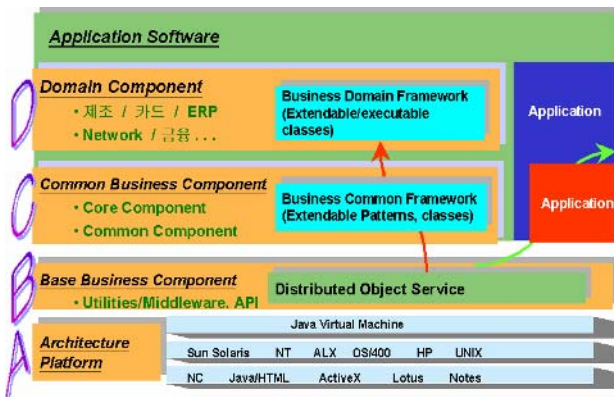 Application Software
D
Domain Component
• 제조 / 카드 / ERP
• Network / 금융 . . .
Business Domain Framework
(Extendable/executable
classes)
Application
C
Common Business Component
• Core Component
• Common Component
Business Common Framework
(Extendable Patterns, classes)
Application
B
Base Business Component
• Utilities/Middleware. API
Distributed Object Service
A
Architecture
Platform
Java Virtual Machine
Sun Solaris NT ALX OS/400 HP UNIX
NC Java/HTML ActiveX Lotus Notes